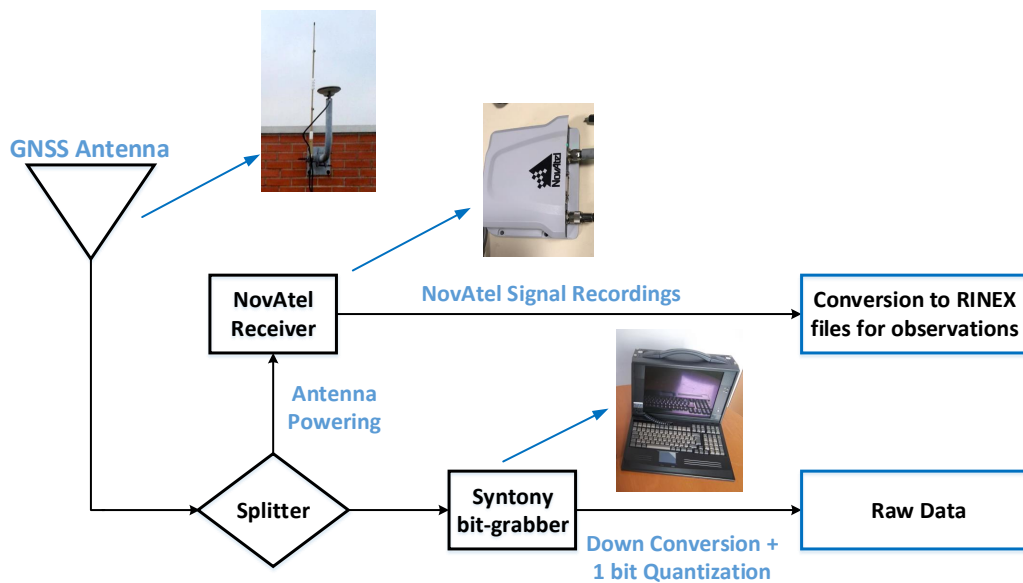 GNSS Antenna
NovAtel
NovAtel
Receiver
NovAtel Signal Recordings
Conversion to RINEX
files for observations
Antenna
Powering
Splitter
Syntony
bit-grabber
Down Conversion +
1 bit Quantization
Raw Data